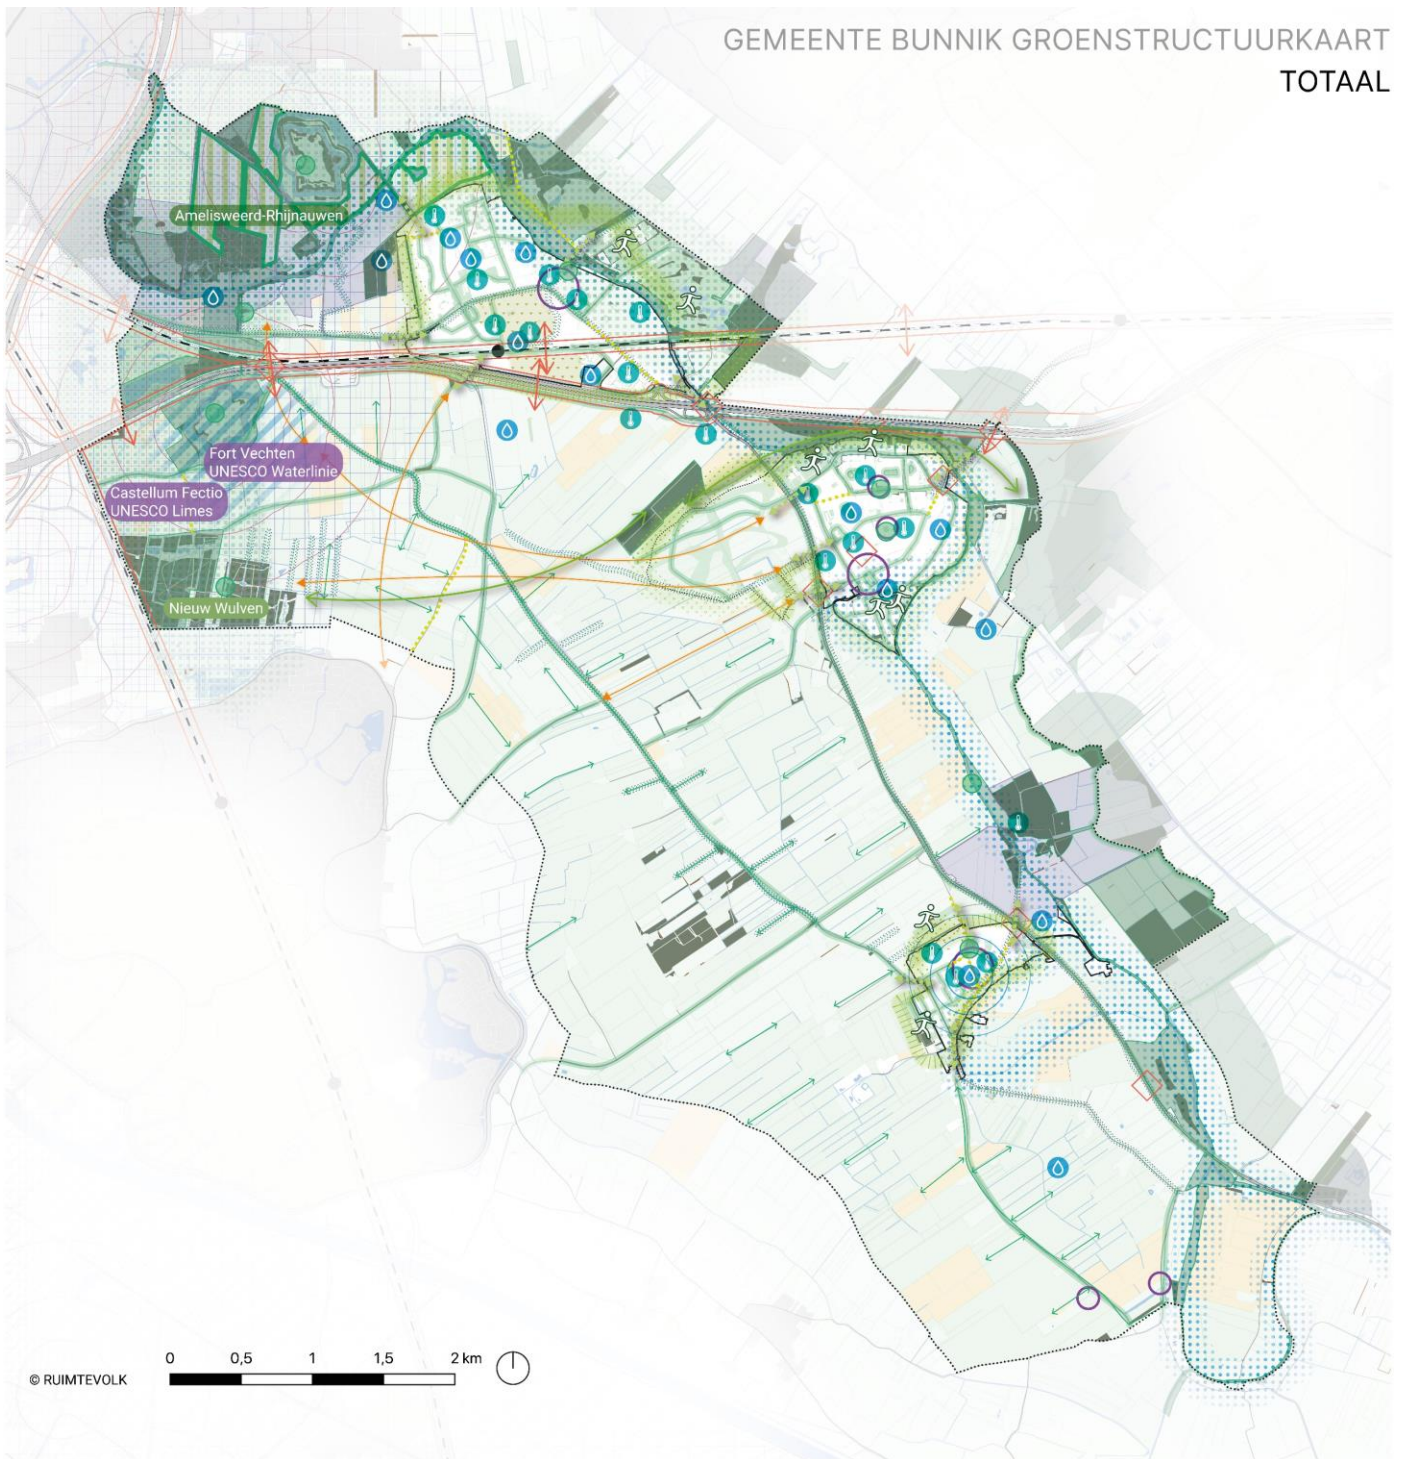 GEMEENTE BUNNIK GROENSTRUCTUURKAART
TOTAAL
Amelisweerd-Rhijnauwen
Fort Vechten
UNESCO Waterlinie
Castellum Fectio
UNESCO Limes
Nieuw Wulven
0 0,5 1 1,5 2 km
© RUIMTEVOLK